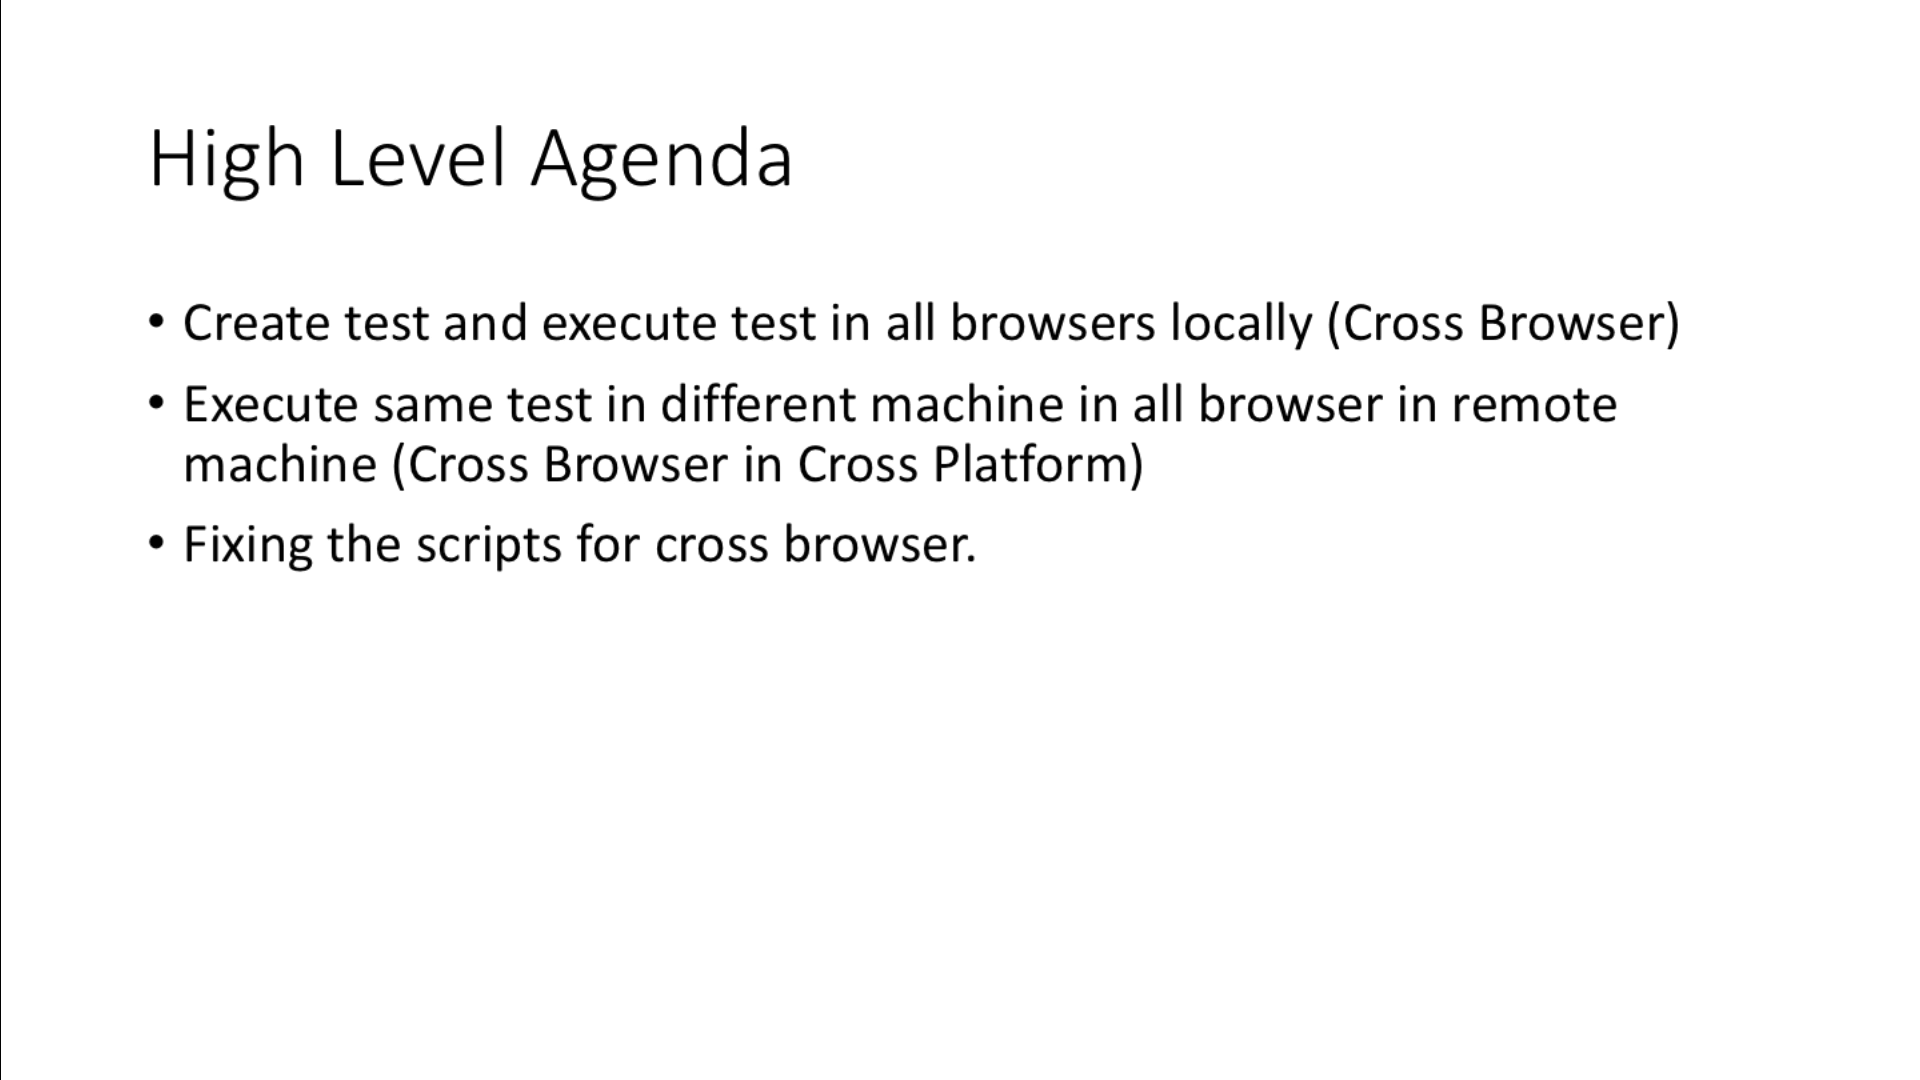 High Level Agenda
• Create test and execute test in all browsers locally (Cross Browser)
• Execute same test in different machine in all browser in remote
machine (Cross Browser in Cross Platform)
• Fixing the scripts for cross browser.